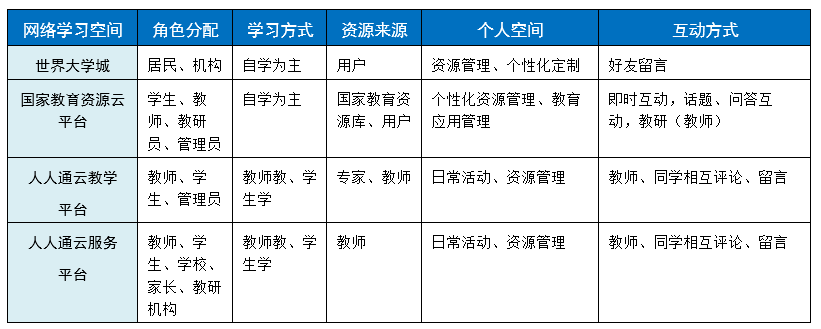 网络学习空间 角色分配 学习方式 资源来源 个人空间 互动方式
世界大学城 居民、机构 自学为主 用户 资源管理、个性化定制 好友留言
国家教育资源云 学生、教 自学为主 国家教育资 个性化资源管理、教育 即时互动，话题、问答互
平台 师、教研 源库、用户 应用管理 动，教研（教师）
员、管理员
人人通云教学 教师、学 教师教、学 专家、教师 日常活动、资源管理 教师、同学相互评论、留言
平台 生、管理员 生学
人人通云服务 教师、学 教师教、学 教师 日常活动、资源管理 教师、同学相互评论、留言
平台 生、学校、 生学
家长、教研
机构